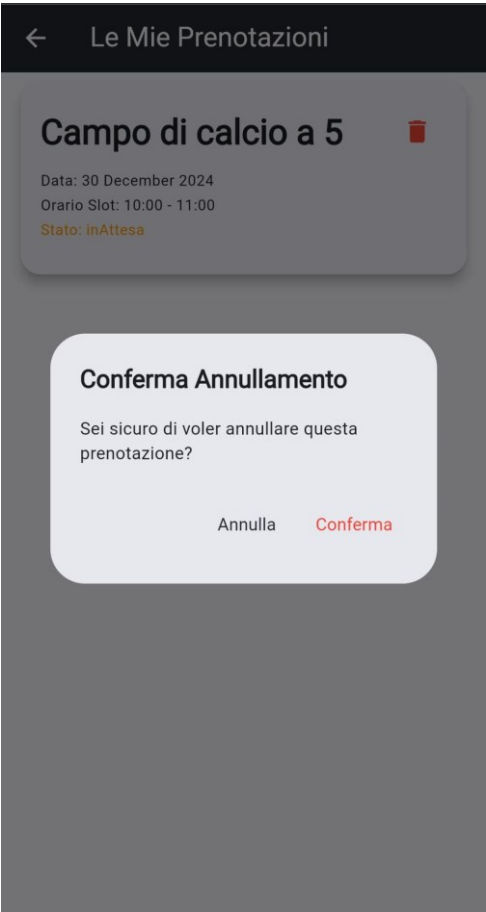 Le Mie Prenotazioni
Campo di calcio a 5
Data: 30 December 2024
Orario Slot: 10:00 - 11:00
Stato: inAttesa
Conferma Annullamento
Sei sicuro di voler annullare questa
prenotazione?
Annulla Conferma